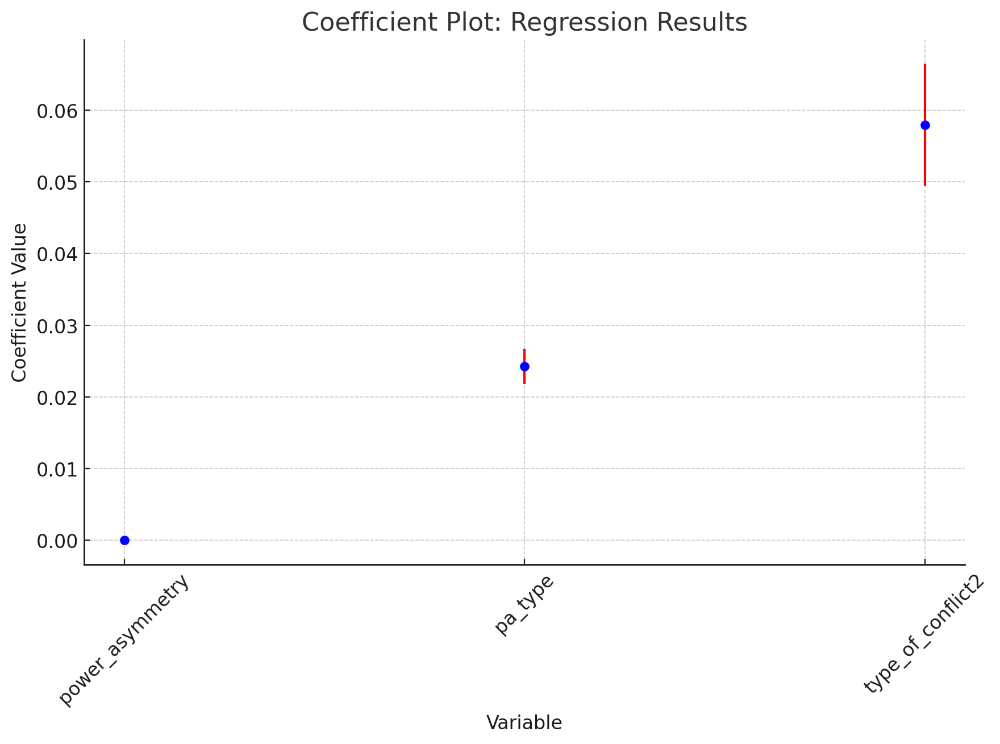 Coefficient Plot: Regression Results
Coefficient Value
0.06
0.05
0.04
0.03
0.02
0.01
0.00
power_asymmetry
pa_type
type_of_conflict2
Variable